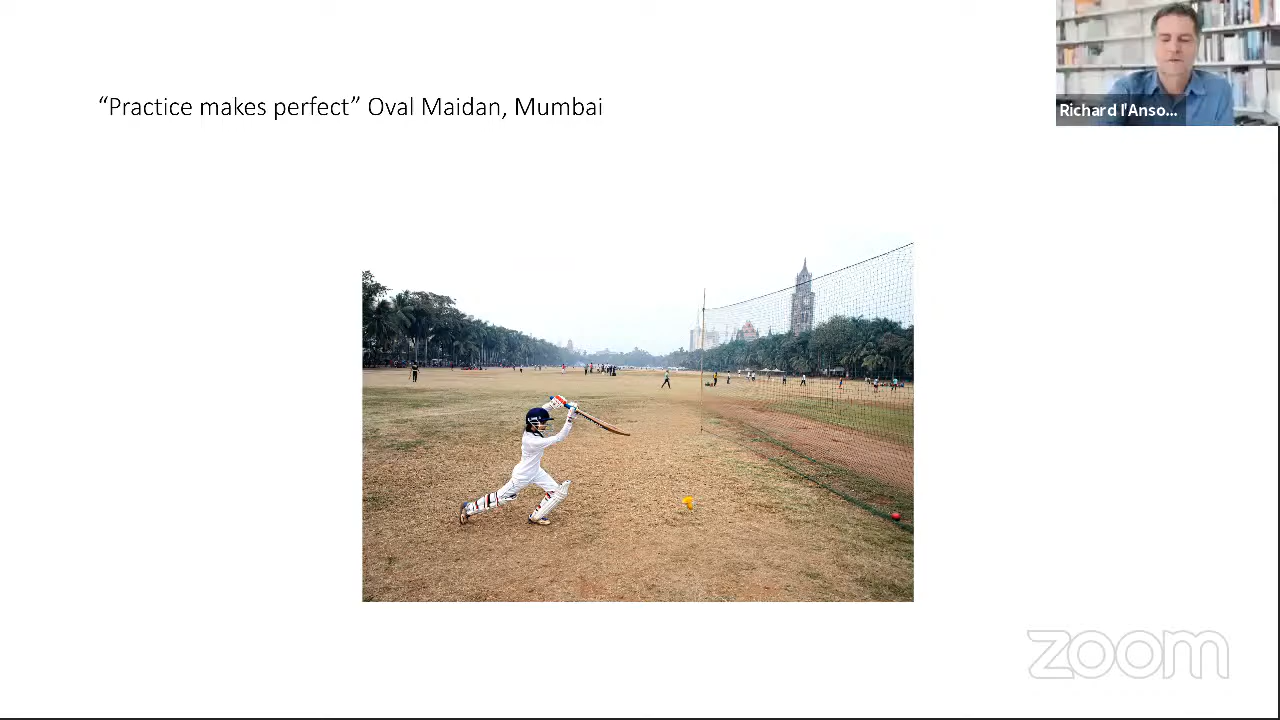 “Practice makes perfect” Oval Maidan, Mumbai
Richard l'Anso...
zoom